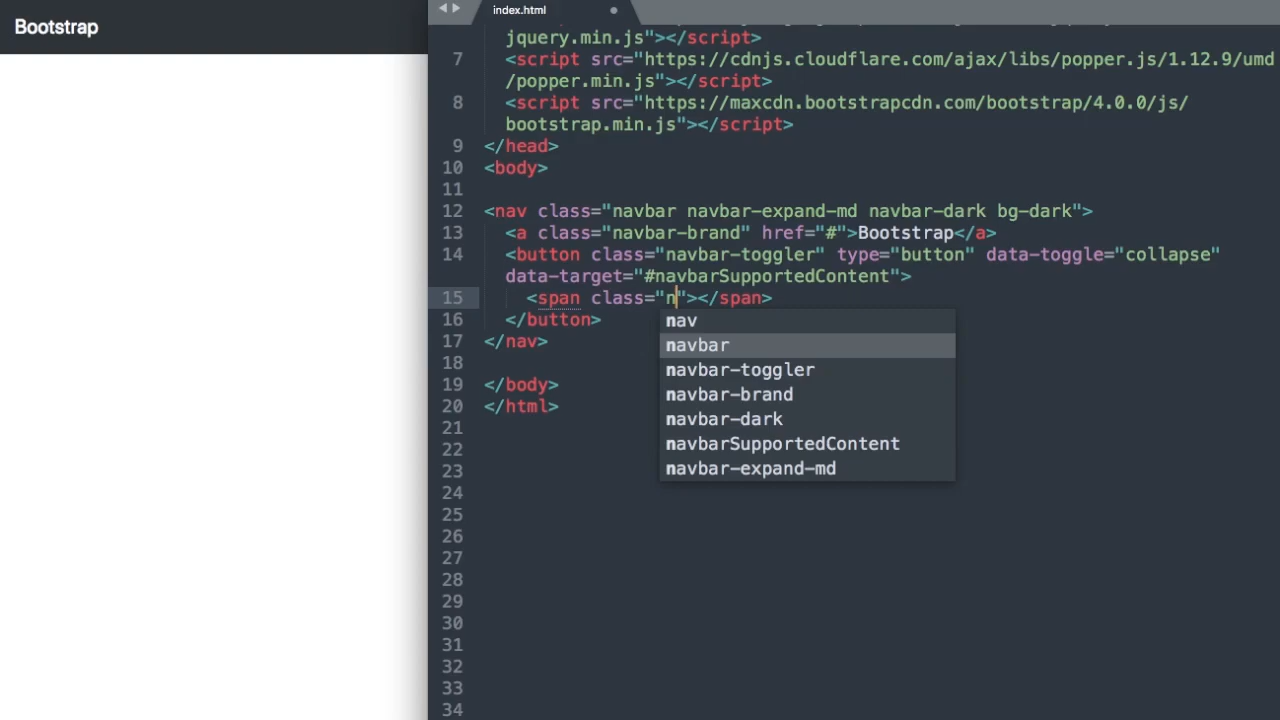 Bootstrap
index.html
jquery.min.js"></script>
7 <script src="https://cdnjs.cloudflare.com/ajax/libs/popper.js/1.12.9/umd
/popper.min.js"></script>
8 <script src="https://maxcdn.bootstrapcdn.com/bootstrap/4.0.0/js/
bootstrap.min.js"></script>
9 </head>
10 <body>
11
12 <nav class="navbar navbar-expand-md navbar-dark bg-dark">
13 <a class="navbar-brand" href="#">Bootstrap</a>
14 <button class="navbar-toggler" type="button" data-toggle="collapse"
data-target="#navbarSupportedContent">
15 <span class="n"></span>
16 </button>
17 </nav>
18
19 </body>
20 </html>
21
22
23
24
25
26
27
28
29
30
31
32
33
34
nav
navbar
navbar-toggler
navbar-brand
navbar-dark
navbarSupportedContent
navbar-expand-md